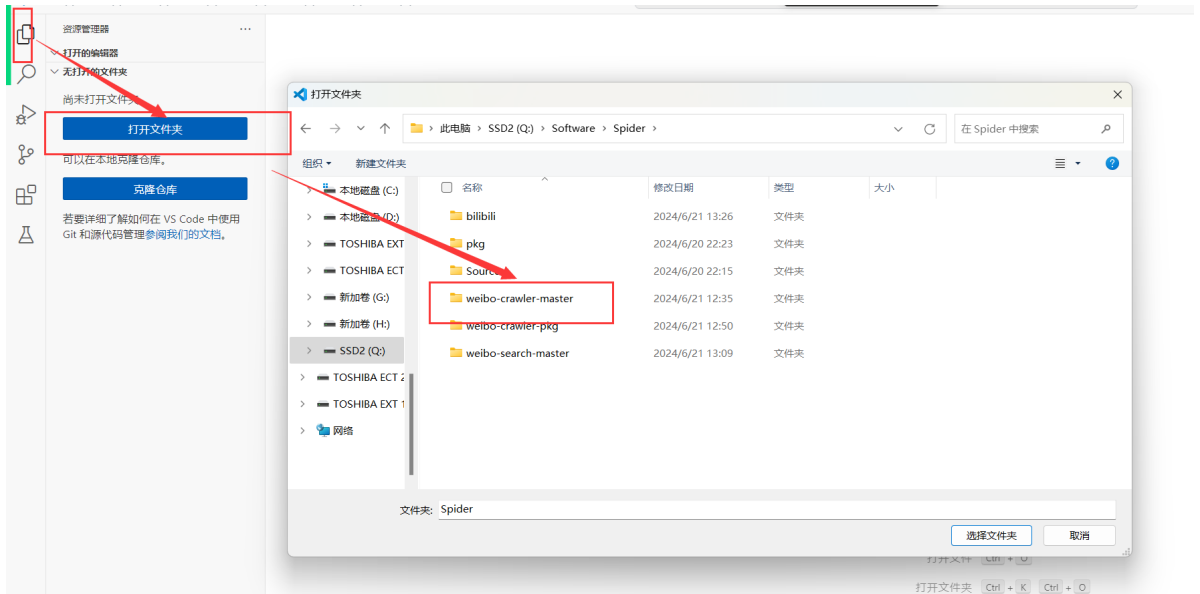 资源管理器
打开的编辑器
无打开的文件夹
尚未打开文件夹
打开文件夹
可以在本地克隆仓库。
克隆仓库
若要详细了解如何在 VS Code 中使用
Git 和源代码管理参阅我们的文档。
打开文件夹
此电脑 › SSD2 (Q:) › Software › Spider ›
在 Spider 中搜索
组织 新建文件夹
名称 修改日期 类型 大小
本地磁盘 (C:)
本地磁盘 (D:)
TOSHIBA EXT
TOSHIBA ECT
新加卷 (G:)
新加卷 (H:)
SSD2 (Q:)
TOSHIBA ECT 2
TOSHIBA EXT 1
网络
bilibili 2024/6/21 13:26 文件夹
pkg 2024/6/20 22:23 文件夹
2024/6/20 22:15 文件夹
weibo-crawler-master 2024/6/21 12:35 文件夹
weibo-crawler-pkg 2024/6/21 12:50 文件夹
weibo-search-master 2024/6/21 13:09 文件夹
文件夹: Spider
选择文件夹 取消
打开文件 Ctrl + O
打开文件夹 Ctrl + K Ctrl + O